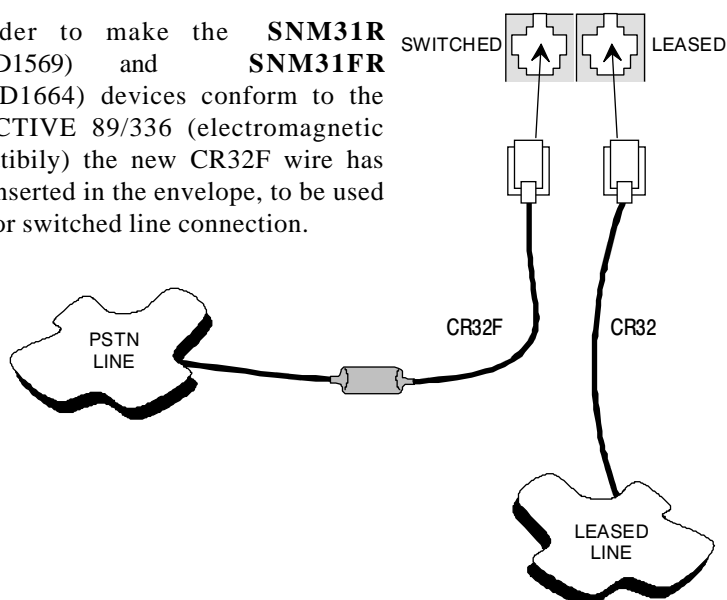 der to make the SNM31R
D1569) and SNM31FR
D1664) devices conform to the
CTIVE 89/336 (electromagnetic
tibily) the new CR32F wire has
nserted in the envelope, to be used
or switched line connection.
SWITCHED
LEASED
CR32F
CR32
PSTN
LINE
LEASED
LINE